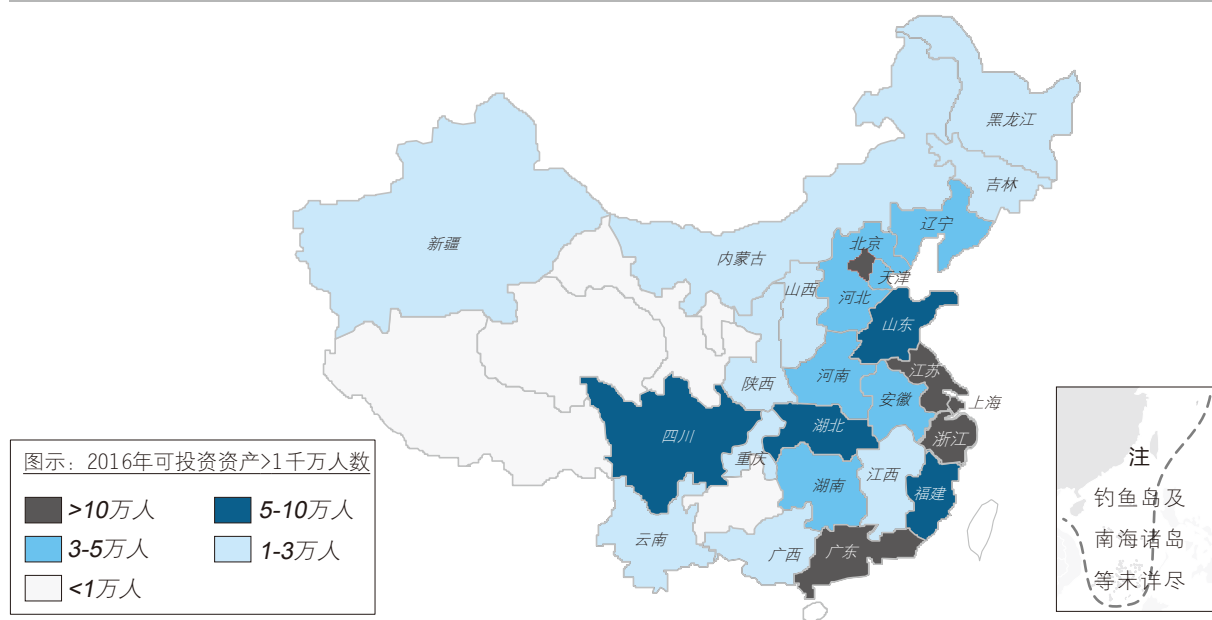 黑龙江
吉林
辽宁
新疆
内蒙古
北京
天津
山西
河北
山东
陕西
河南
江苏
安徽
上海
四川
湖北
浙江
重庆
湖南
江西
福建
云南
广西
广东
图示：2016年可投资资产>1千万人数
>10万人
5-10万人
3-5万人
1-3万人
<1万人
注
钓鱼岛及
南海诸岛
等未详尽